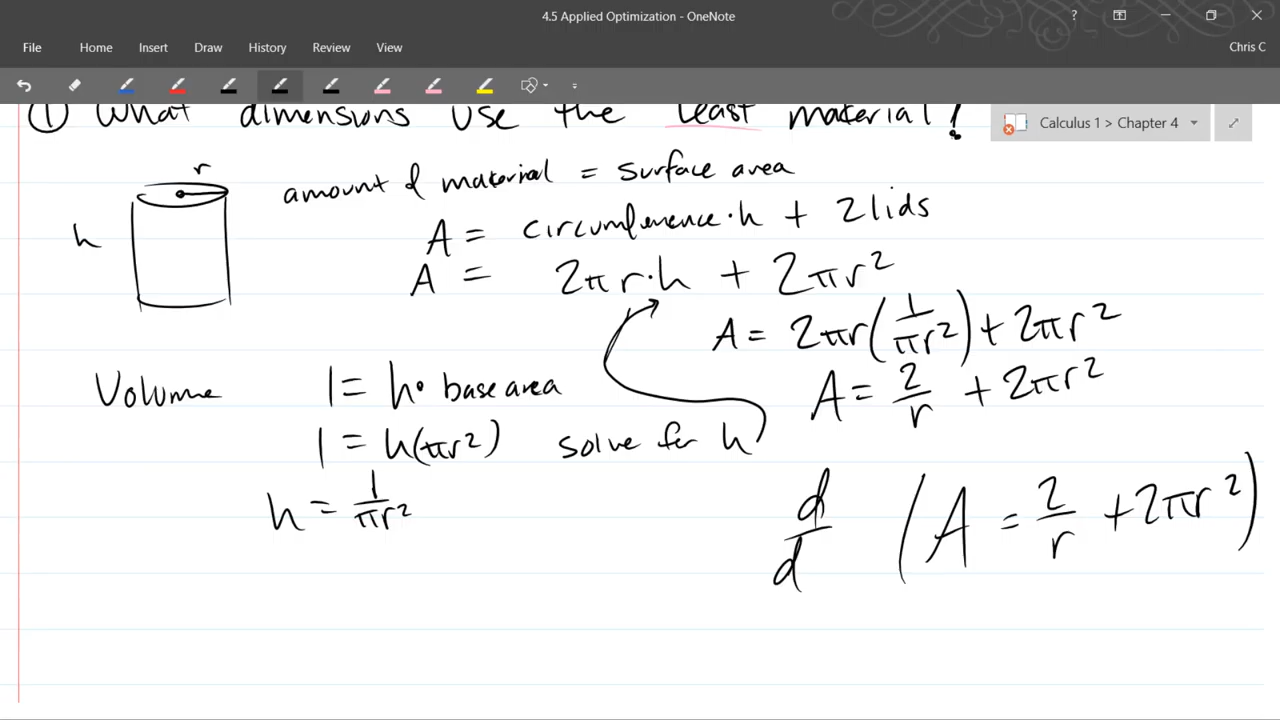 4.5 Applied Optimization - OneNote
?
File Home Insert Draw History Review View Chris C
Calculus 1 > Chapter 4
① What dimensions use the least material?
r
h
amount of material = surface area
A = circumference·h + 2 lids
A = 2πr·h + 2πr²
A = 2πr(1/πr²) + 2πr²
A = 2/r + 2πr²
Volume 1 = h· base area
1 = h(πr²) solve for h
h = 1/πr²
d/d (A = 2/r + 2πr²)